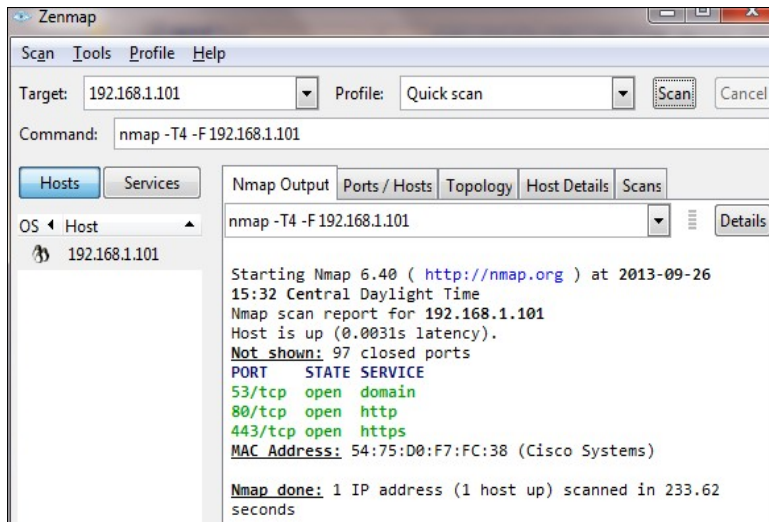 Zenmap
Scan Tools Profile Help
Target: 192.168.1.101 Profile: Quick scan Scan Cancel
Command: nmap -T4 -F 192.168.1.101
Hosts Services
Nmap Output Ports / Hosts Topology Host Details Scans
OS Host
nmap -T4 -F 192.168.1.101 Details
192.168.1.101
Starting Nmap 6.40 ( http://nmap.org ) at 2013-09-26
15:32 Central Daylight Time
Nmap scan report for 192.168.1.101
Host is up (0.0031s latency).
Not shown: 97 closed ports
PORT STATE SERVICE
53/tcp open domain
80/tcp open http
443/tcp open https
MAC Address: 54:75:D0:F7:FC:38 (Cisco Systems)
Nmap done: 1 IP address (1 host up) scanned in 233.62
seconds